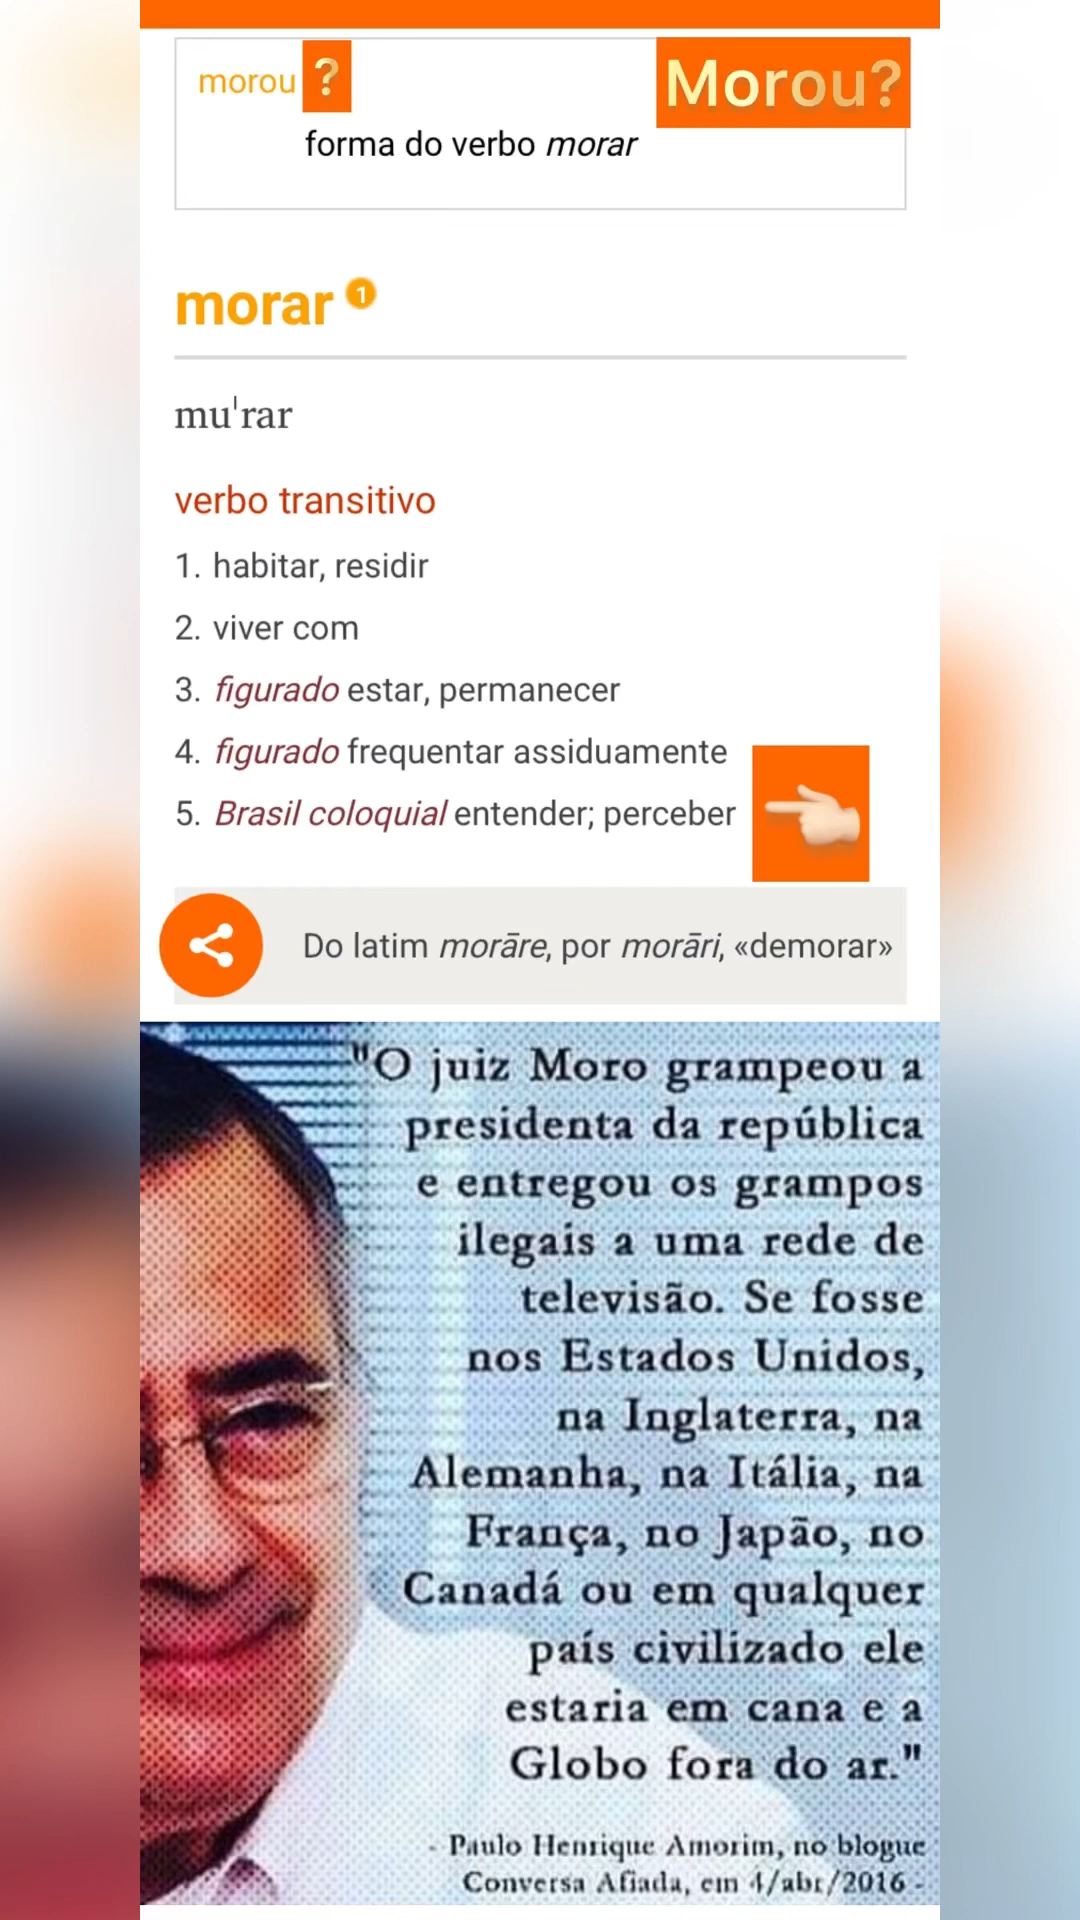 morou ?
Morou?
forma do verbo morar
morar 1
muˈrar
verbo transitivo
1. habitar, residir
2. viver com
3. figurado estar, permanecer
4. figurado frequentar assiduamente
5. Brasil coloquial entender; perceber
Do latim morāre, por morāri, «demorar»
"O juiz Moro grampeou a
presidenta da república
e entregou os grampos
ilegais a uma rede de
televisão. Se fosse
nos Estados Unidos,
na Inglaterra, na
Alemanha, na Itália, na
França, no Japão, no
Canadá ou em qualquer
país civilizado ele
estaria em cana e a
Globo fora do ar."
- Paulo Henrique Amorim, no blogue
Conversa Afiada, em 4/abr/2016 -